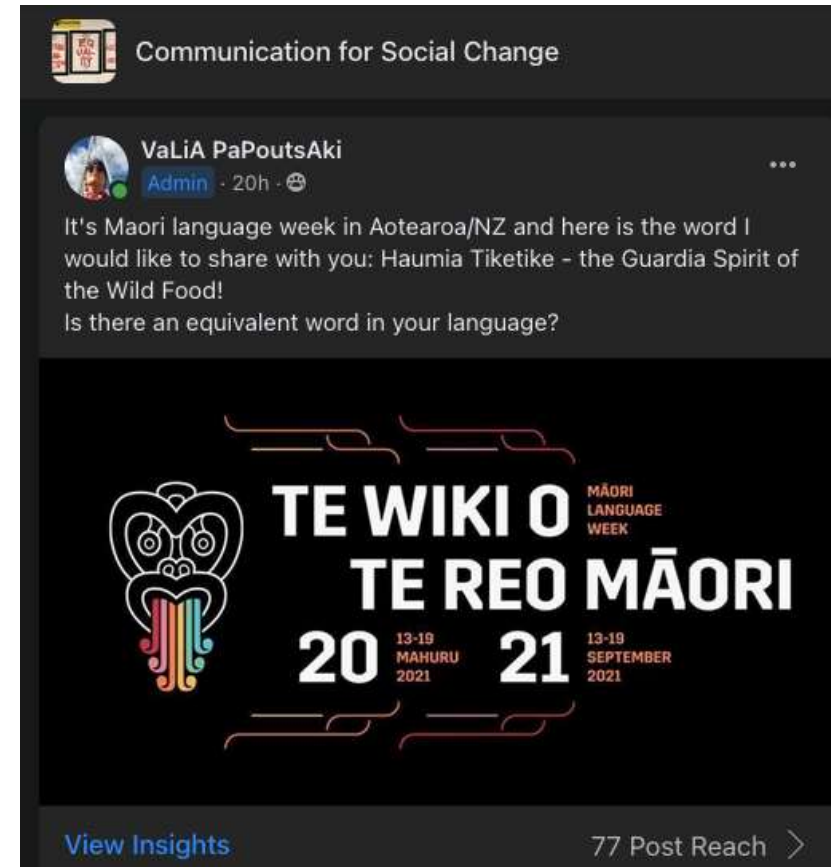 Communication for Social Change
VaLiA PaPoutsAki
Admin · 20h ·
It's Maori language week in Aotearoa/NZ and here is the word I
would like to share with you: Haumia Tiketike - the Guardia Spirit of
the Wild Food!
Is there an equivalent word in your language?
TE WIKI O
MĀORI
LANGUAGE
WEEK
TE REO MĀORI
20
13-19
MAHURU
2021
21
13-19
SEPTEMBER
2021
View Insights
77 Post Reach